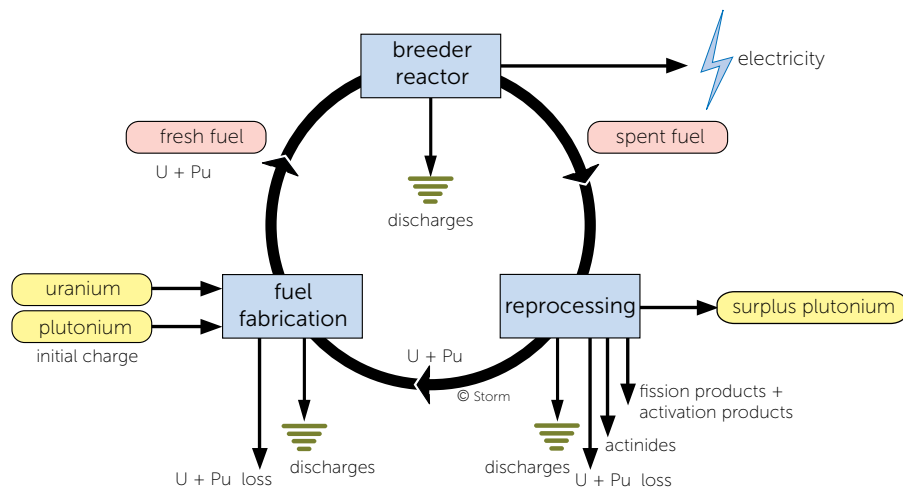 breeder
reactor
electricity
fresh fuel
spent fuel
U + Pu
discharges
uranium
fuel
fabrication
reprocessing
surplus plutonium
plutonium
initial charge
U + Pu
© Storm
fission products +
activation products
actinides
discharges
discharges
U + Pu loss
U + Pu loss